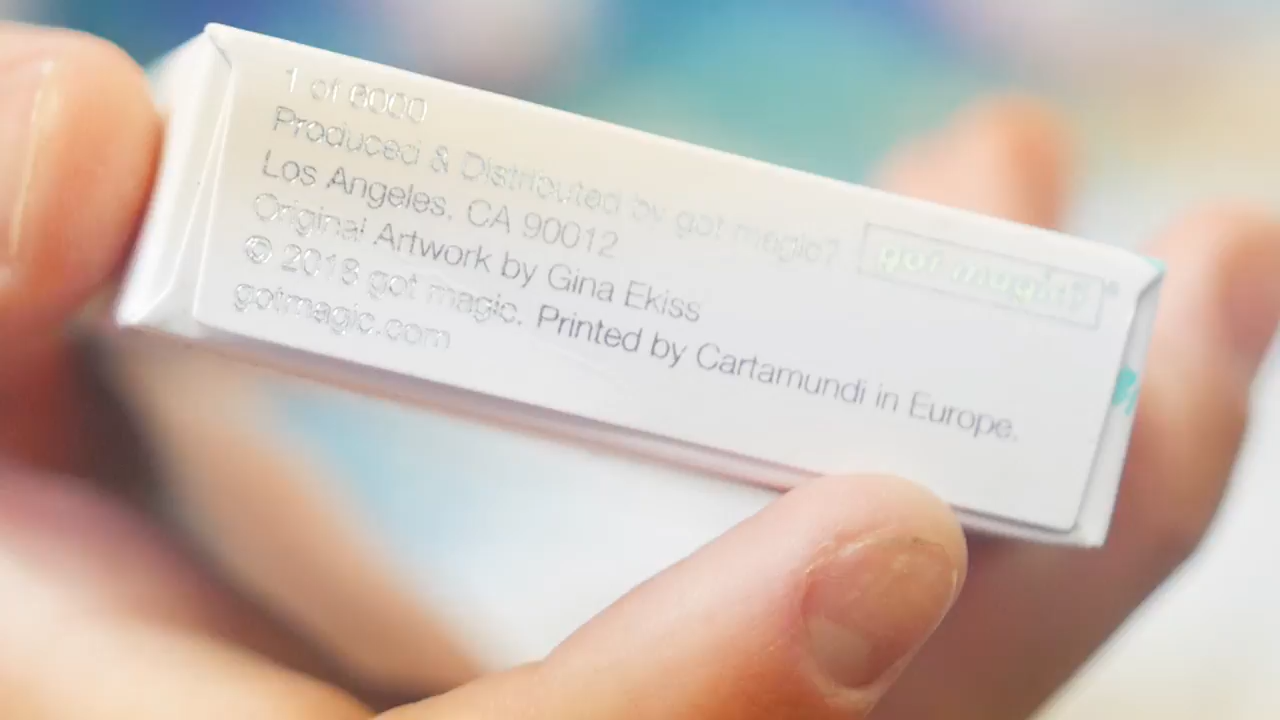 1 of 6000
Produced & Distributed by got magic?
Los Angeles, CA 90012
Original Artwork by Gina Ekiss
© 2018 got magic. Printed by Cartamundi in Europe.
gotmagic.com
got magic?®